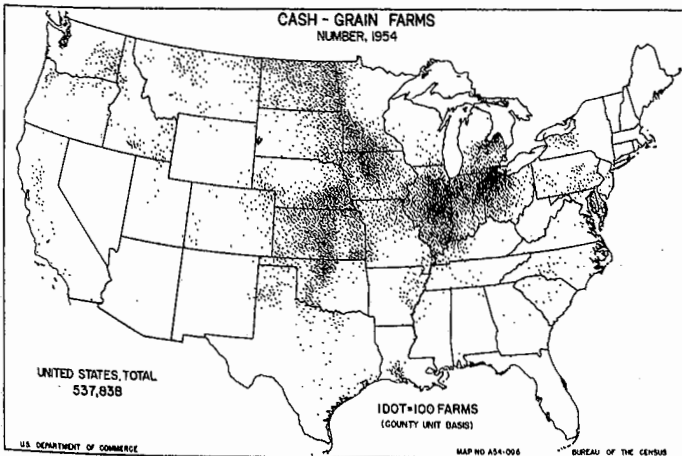 CASH - GRAIN FARMS
NUMBER, 1954
UNITED STATES, TOTAL
537,838
1 DOT=100 FARMS
(COUNTY UNIT BASIS)
U.S. DEPARTMENT OF COMMERCE
MAP NO A54-006
BUREAU OF THE CENSUS